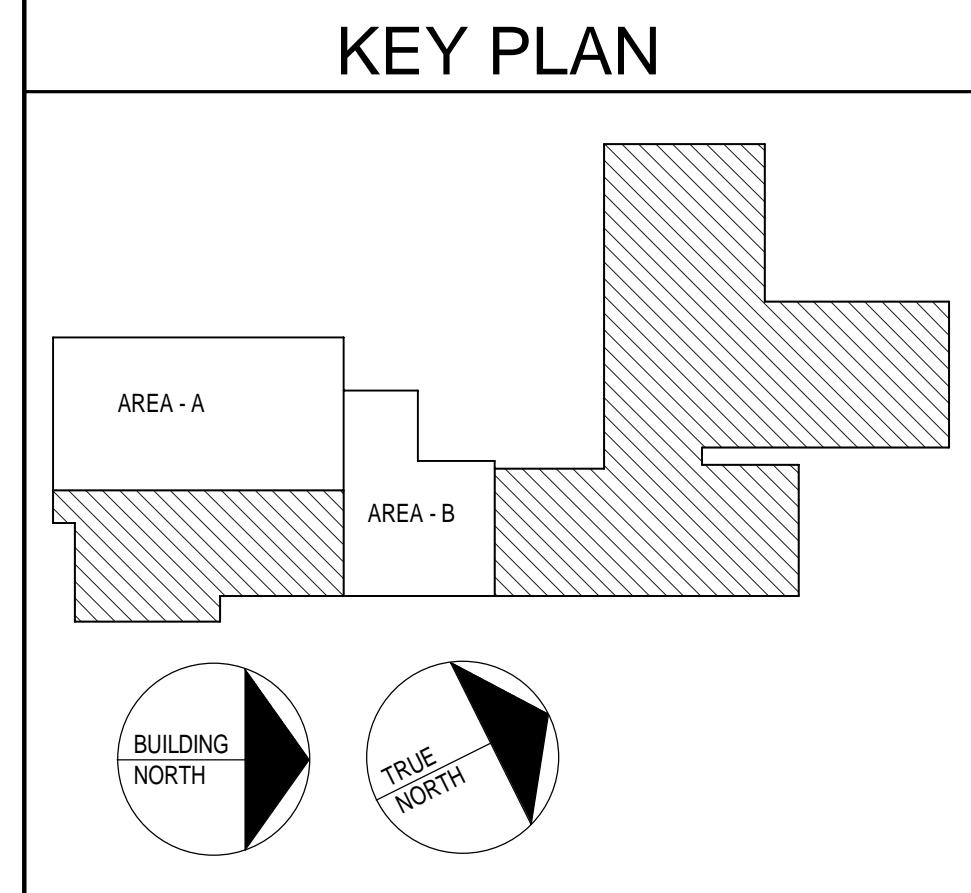 KEY PLAN
AREA - A
AREA - B
BUILDING
NORTH
TRUE
NORTH